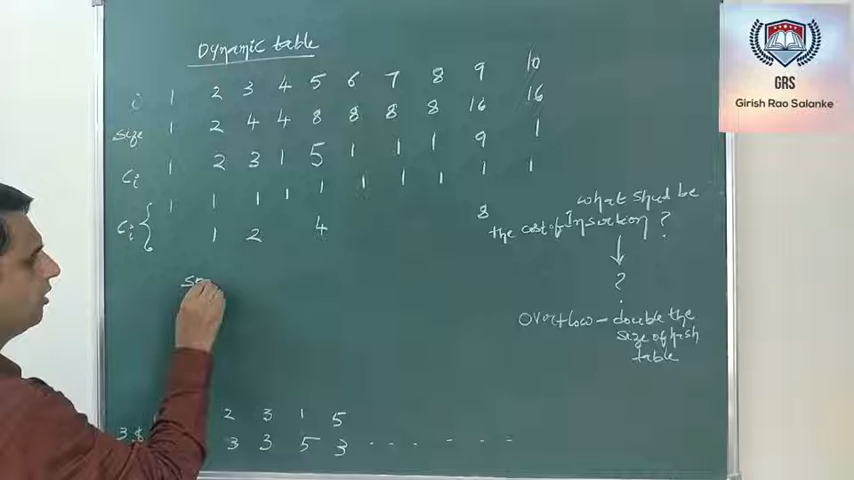 Dynamic table
i 1 2 3 4 5 6 7 8 9 10
size 1 2 4 4 8 8 8 8 16 16
ci 1 2 3 1 5 1 1 1 9 1
ci { 1 1 1 1 1 1 1 1 1 1
1 2 4 8
what shud be
the cost of Insertion ?
?
overflow - double the
size of hash
table
2 3 1 5
3 $ 3 3 5 3 . . . . - . - . -
GRS
Girish Rao Salanke